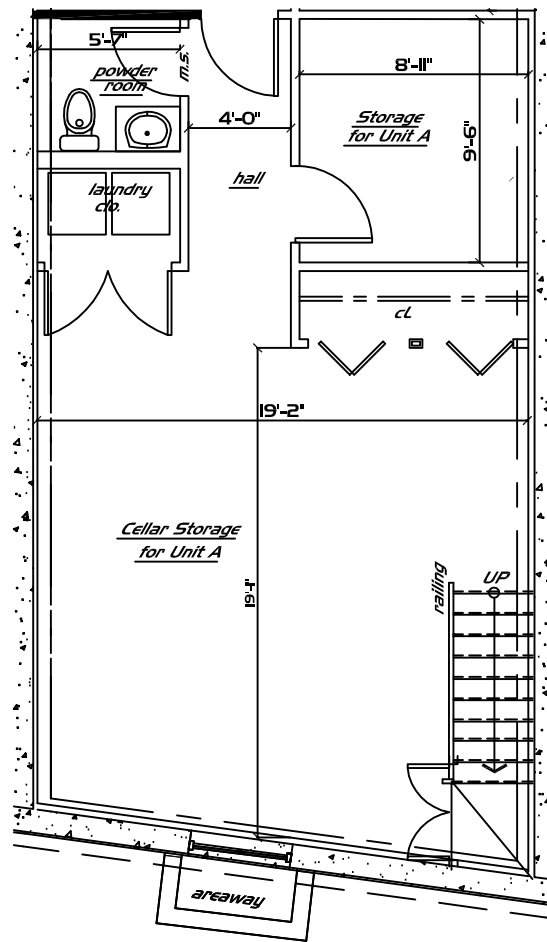 5'-7"
m.s.
powder
room
8'-11"
Storage
for Unit A
4'-0"
9'-6"
hall
laundry
clo.
cl
19'-2"
Cellar Storage
for Unit A
19'-1"
railing
UP
areaway